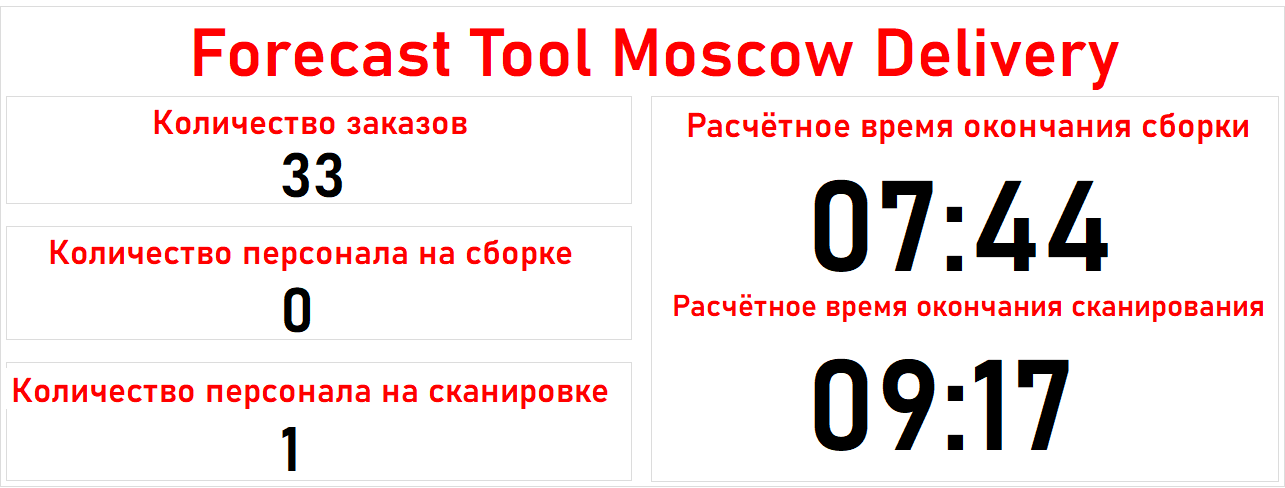 Forecast Tool Moscow Delivery
Количество заказов
33
Количество персонала на сборке
0
Количество персонала на сканировке
1
Расчётное время окончания сборки
07:44
Расчётное время окончания сканирования
09:17